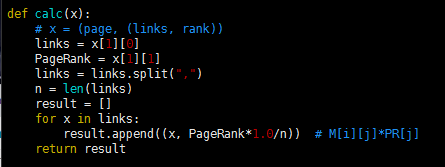 def calc(x):
    # x = (page, (links, rank))
    links = x[1][0]
    PageRank = x[1][1]
    links = links.split(",")
    n = len(links)
    result = []
    for x in links:
        result.append((x, PageRank*1.0/n))  # M[i][j]*PR[j]
    return result